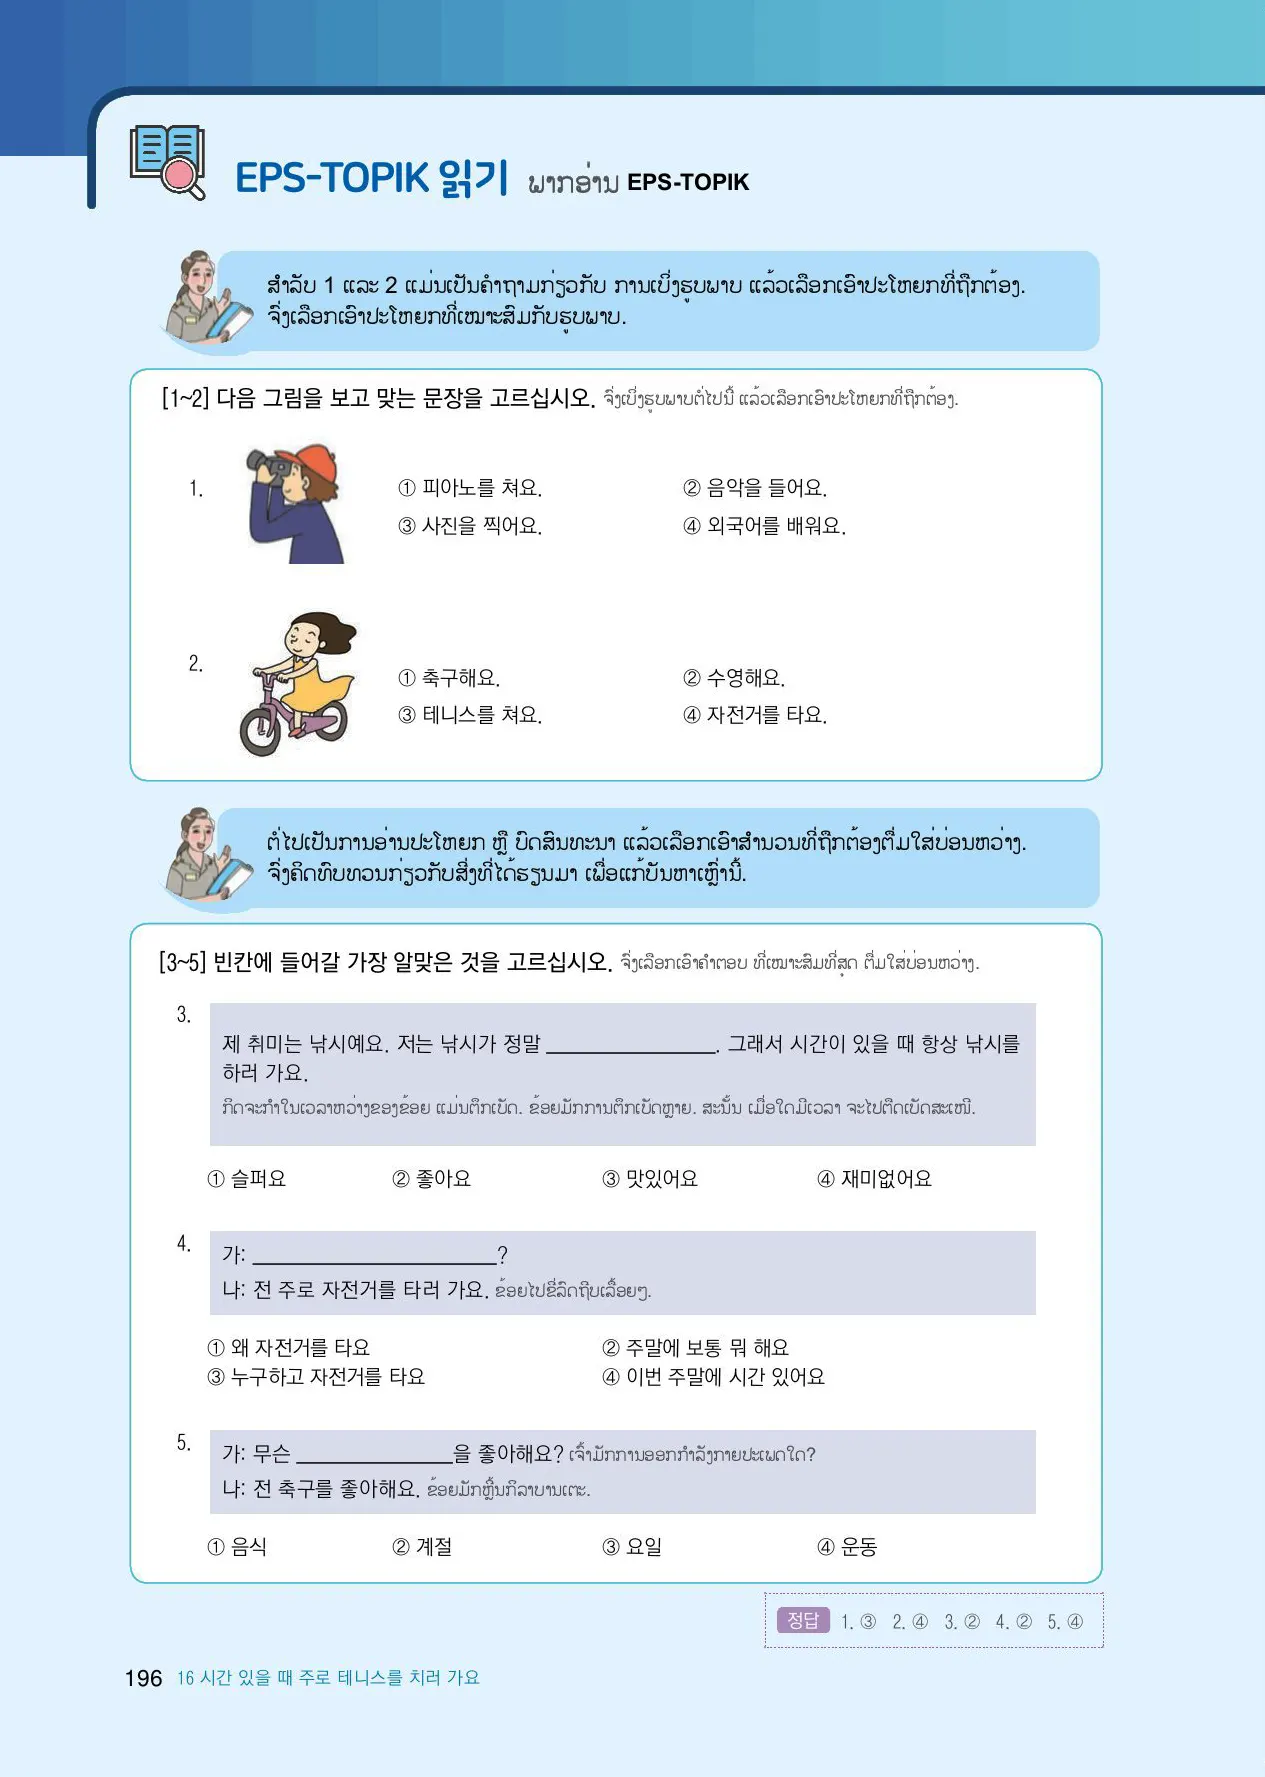 EPS-TOPIK 읽기 ພາກອ່ານ EPS-TOPIK
ສຳລັບ 1 ແລະ 2 ແມ່ນເປັນຄຳຖາມກ່ຽວກັບ ການເບິ່ງຮູບພາບ ແລ້ວເລືອກເອົາປະໂຫຍກທີ່ຖືກຕ້ອງ.
ຈົ່ງເລືອກເອົາປະໂຫຍກທີ່ເໝາະສົມກັບຮູບພາບ.
[1~2] 다음 그림을 보고 맞는 문장을 고르십시오. ຈົ່ງເບິ່ງຮູບພາບຕໍ່ໄປນີ້ ແລ້ວເລືອກເອົາປະໂຫຍກທີ່ຖືກຕ້ອງ.
1. ① 피아노를 쳐요. ② 음악을 들어요.
③ 사진을 찍어요. ④ 외국어를 배워요.
2. ① 축구해요. ② 수영해요.
③ 테니스를 쳐요. ④ 자전거를 타요.
ຕໍ່ໄປເປັນການອ່ານປະໂຫຍກ ຫຼື ບົດສົນທະນາ ແລ້ວເລືອກເອົາສຳນວນທີ່ຖືກຕ້ອງຕື່ມໃສ່ບ່ອນຫວ່າງ.
ຈົ່ງຄິດທົບທວນກ່ຽວກັບສິ່ງທີ່ໄດ້ຮຽນມາ ເພື່ອແກ້ບັນຫາເຫຼົ່ານີ້.
[3~5] 빈칸에 들어갈 가장 알맞은 것을 고르십시오. ຈົ່ງເລືອກເອົາຄຳຕອບ ທີ່ເໝາະສົມທີ່ສຸດ ຕື່ມໃສ່ບ່ອນຫວ່າງ.
3. 제 취미는 낚시예요. 저는 낚시가 정말 ________________. 그래서 시간이 있을 때 항상 낚시를
하러 가요.
ກິດຈະກຳໃນເວລາຫວ່າງຂອງຂ້ອຍ ແມ່ນຕຶກເບັດ. ຂ້ອຍມັກການຕຶກເບັດຫຼາຍ. ສະນັ້ນ ເມື່ອໃດມີເວລາ ຈະໄປຕຶດເບັດສະເໝີ.
① 슬퍼요 ② 좋아요 ③ 맛있어요 ④ 재미없어요
4. 가: _______________________?
나: 전 주로 자전거를 타러 가요. ຂ້ອຍໄປຂີ່ລົດຖີບເລື້ອຍໆ.
① 왜 자전거를 타요 ② 주말에 보통 뭐 해요
③ 누구하고 자전거를 타요 ④ 이번 주말에 시간 있어요
5. 가: 무슨 _______________을 좋아해요? ເຈົ້າມັກການອອກກຳລັງກາຍປະເພດໃດ?
나: 전 축구를 좋아해요. ຂ້ອຍມັກຫຼິ້ນກິລາບານເຕະ.
① 음식 ② 계절 ③ 요일 ④ 운동
정답 1. ③ 2. ④ 3. ② 4. ② 5. ④
196 16 시간 있을 때 주로 테니스를 치러 가요